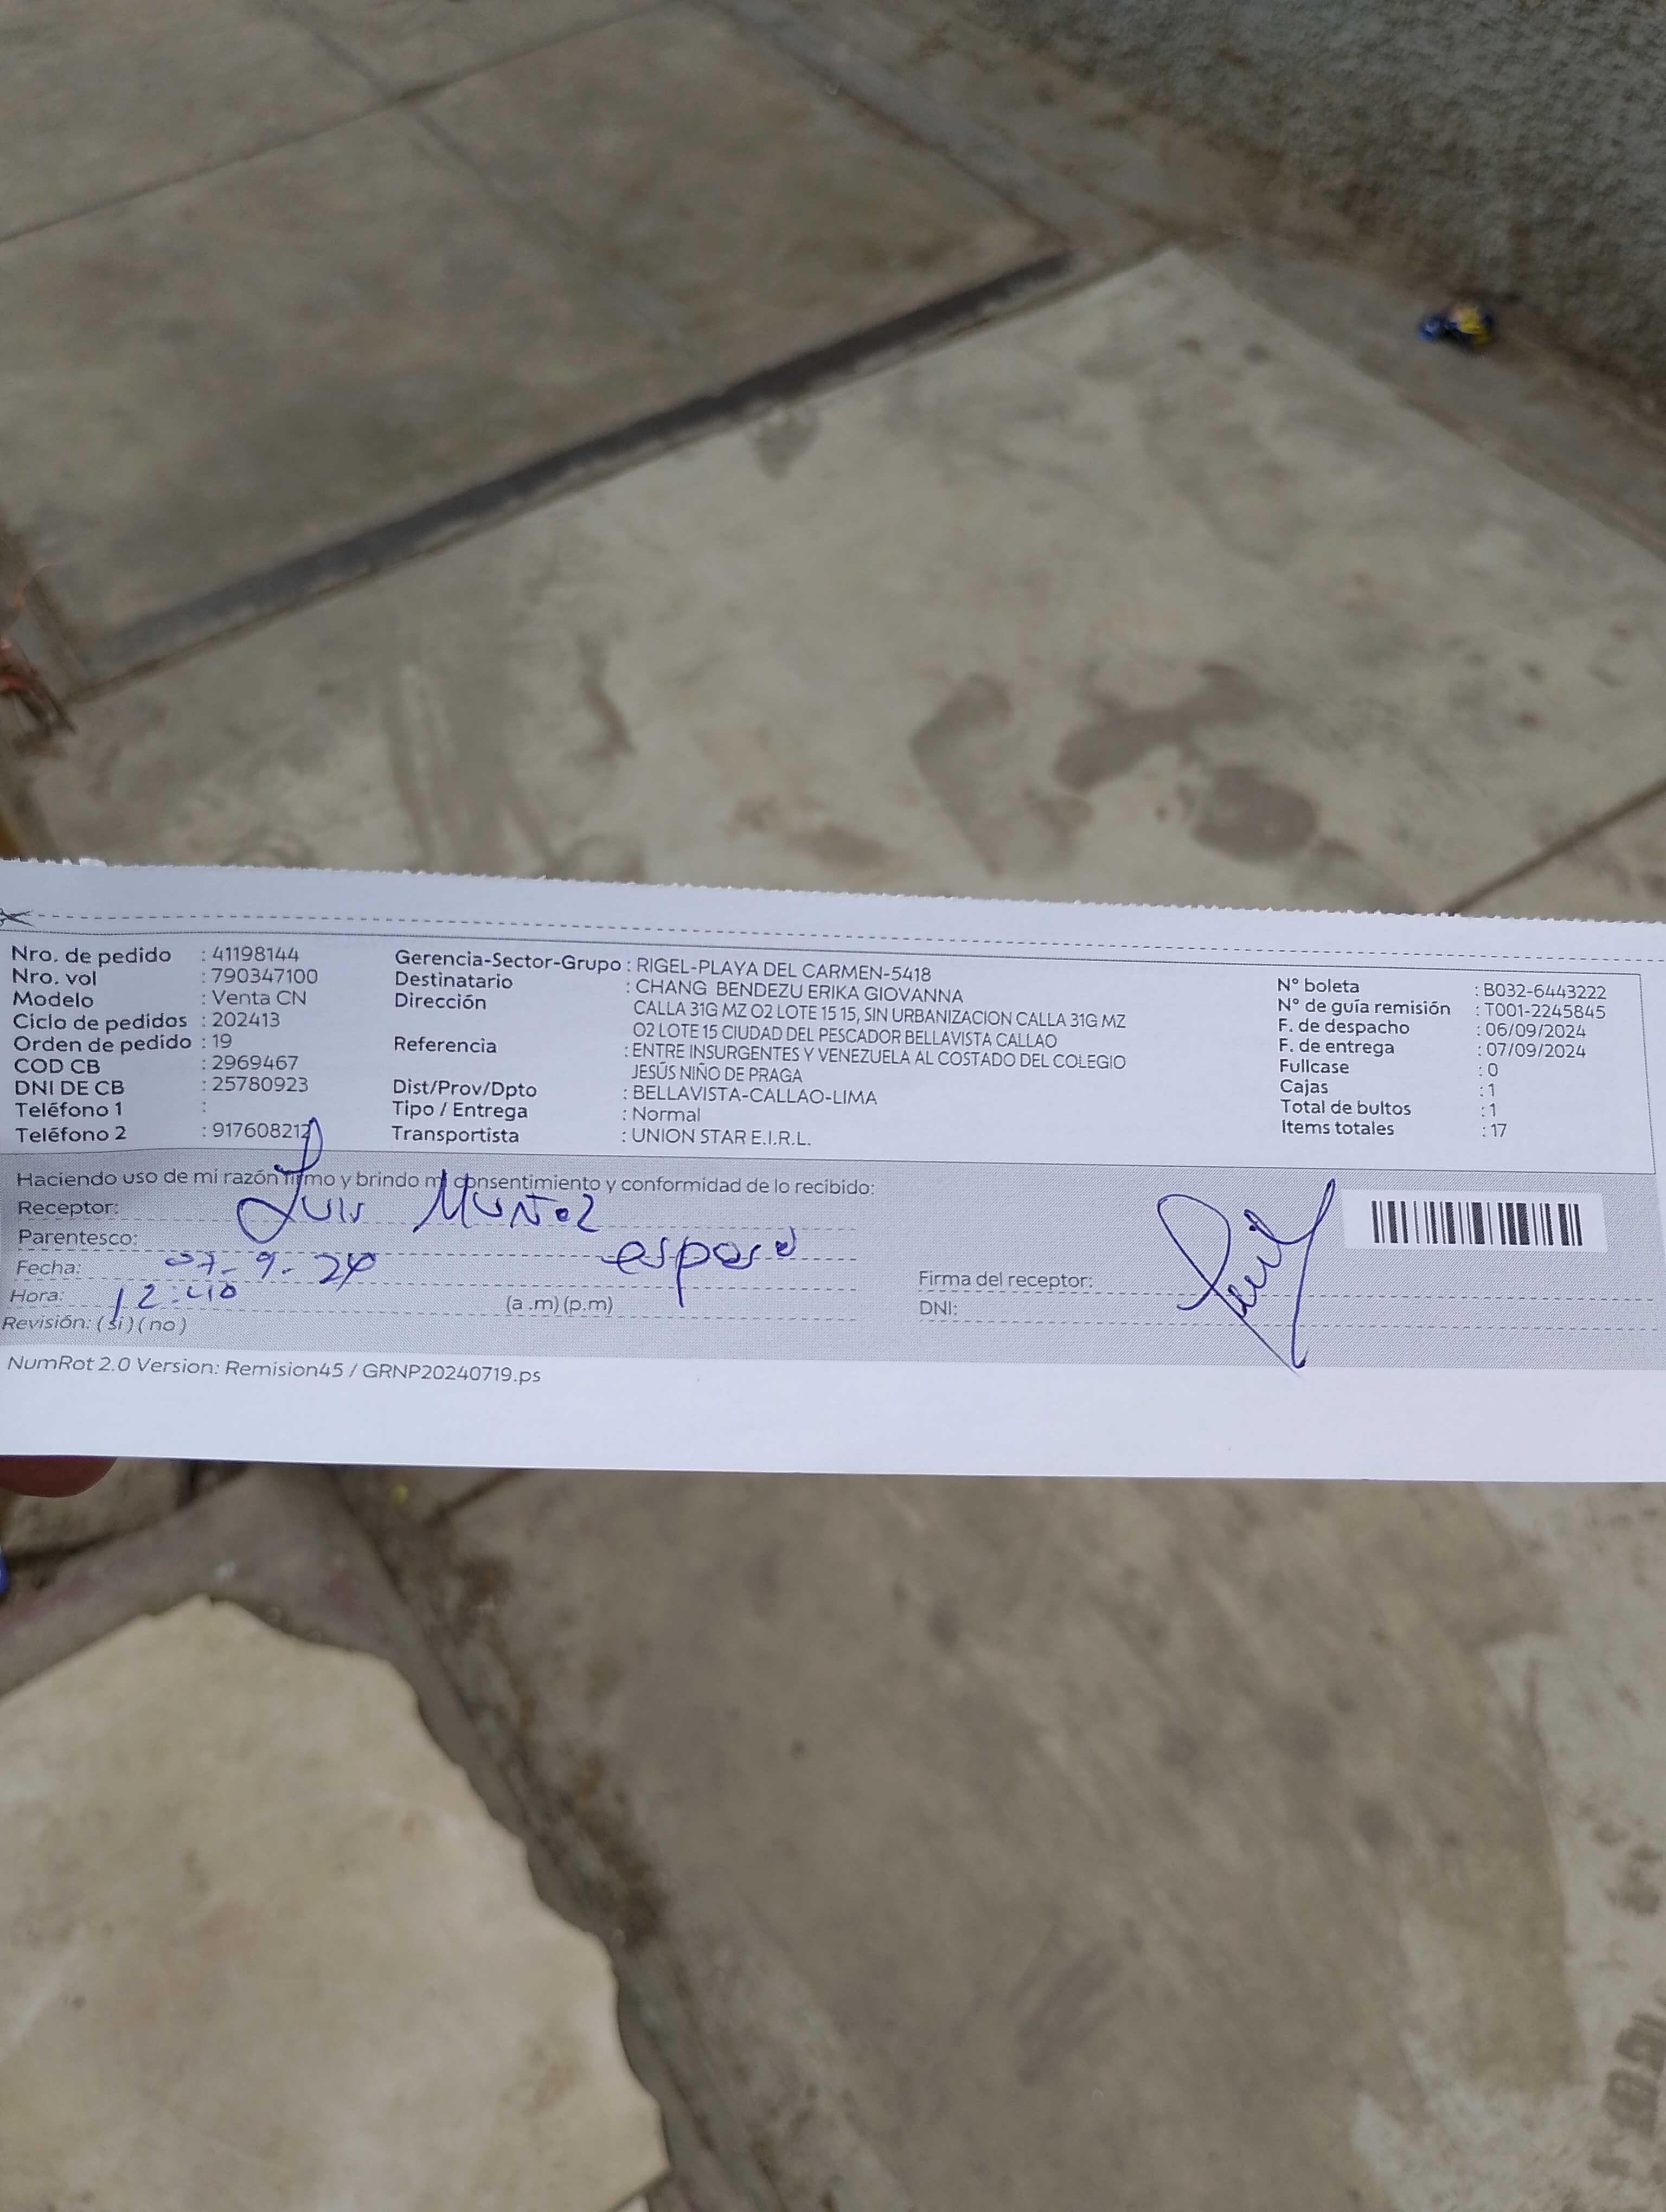 Nro. de pedido : 41198144
Nro. vol : 790347100
Modelo : Venta CN
Ciclo de pedidos : 202413
Orden de pedido : 19
COD CB : 2969467
DNI DE CB : 25780923
Teléfono 1 :
Teléfono 2 : 917608212
Gerencia-Sector-Grupo : RIGEL-PLAYA DEL CARMEN-5418
Destinatario : CHANG BENDEZU ERIKA GIOVANNA
Dirección CALLA 31G MZ O2 LOTE 15 15, SIN URBANIZACION CALLA 31G MZ
O2 LOTE 15 CIUDAD DEL PESCADOR BELLAVISTA CALLAO
Referencia : ENTRE INSURGENTES Y VENEZUELA AL COSTADO DEL COLEGIO
JESÚS NIÑO DE PRAGA
Dist/Prov/Dpto : BELLAVISTA-CALLAO-LIMA
Tipo / Entrega : Normal
Transportista : UNION STAR E.I.R.L.
N° boleta : B032-6443222
N° de guía remisión : T001-2245845
F. de despacho : 06/09/2024
F. de entrega : 07/09/2024
Fullcase : 0
Cajas : 1
Total de bultos : 1
Items totales : 17
Haciendo uso de mi razón firmo y brindo mi consentimiento y conformidad de lo recibido:
Receptor: Luis Muñoz
Parentesco: esposo
Fecha: 07-9-24
Hora: 12:40 (a .m) (p.m)
Revisión: ( si ) ( no )
Firma del receptor:
DNI:
NumRot 2.0 Version: Remision45 / GRNP20240719.ps